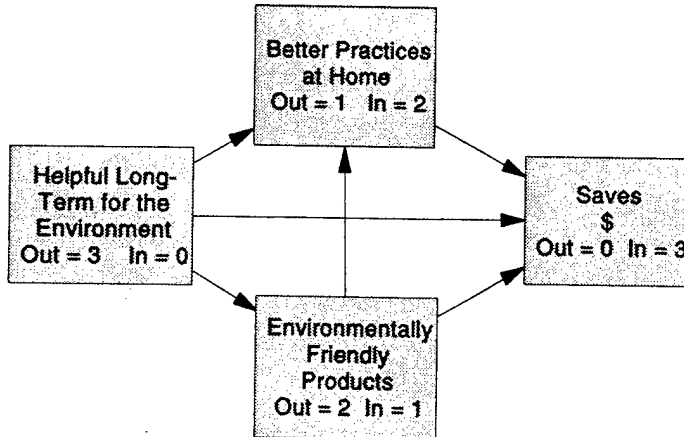 Better Practices
at Home
Out = 1 In = 2
Helpful Long-
Term for the
Environment
Out = 3 In = 0
Saves
$
Out = 0 In = 3
Environmentally
Friendly
Products
Out = 2 In = 1